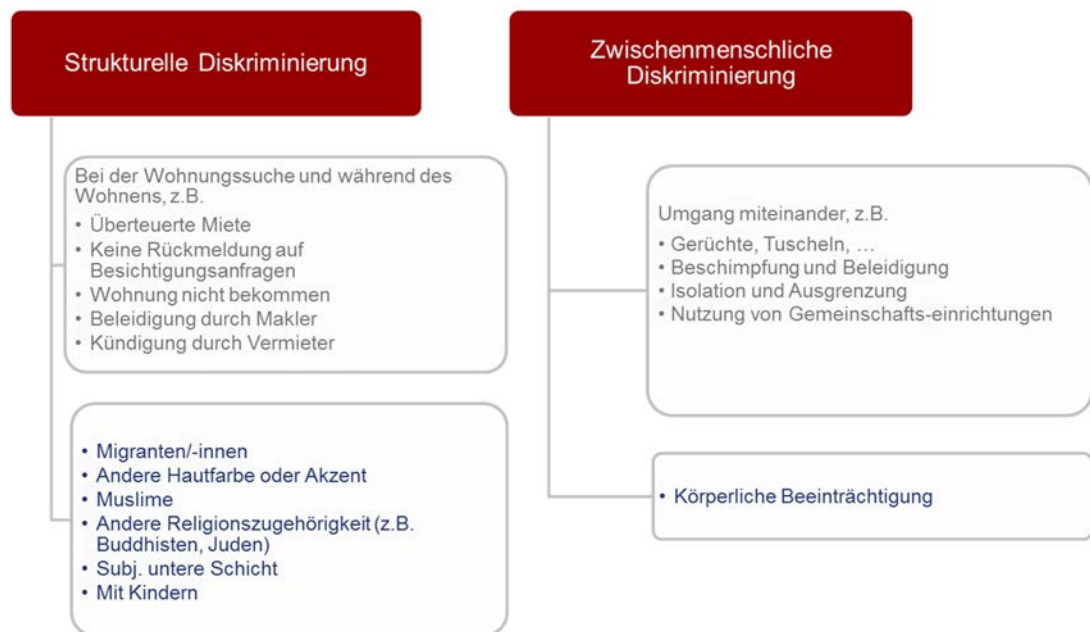 Strukturelle Diskriminierung
Bei der Wohnungssuche und während des
Wohnens, z.B.
• Überteuerte Miete
• Keine Rückmeldung auf
Besichtigungsanfragen
• Wohnung nicht bekommen
• Beleidigung durch Makler
• Kündigung durch Vermieter
• Migranten/-innen
• Andere Hautfarbe oder Akzent
• Muslime
• Andere Religionszugehörigkeit (z.B.
Buddhisten, Juden)
• Subj. untere Schicht
• Mit Kindern
Zwischenmenschliche
Diskriminierung
Umgang miteinander, z.B.
• Gerüchte, Tuscheln, …
• Beschimpfung und Beleidigung
• Isolation und Ausgrenzung
• Nutzung von Gemeinschafts-einrichtungen
• Körperliche Beeinträchtigung